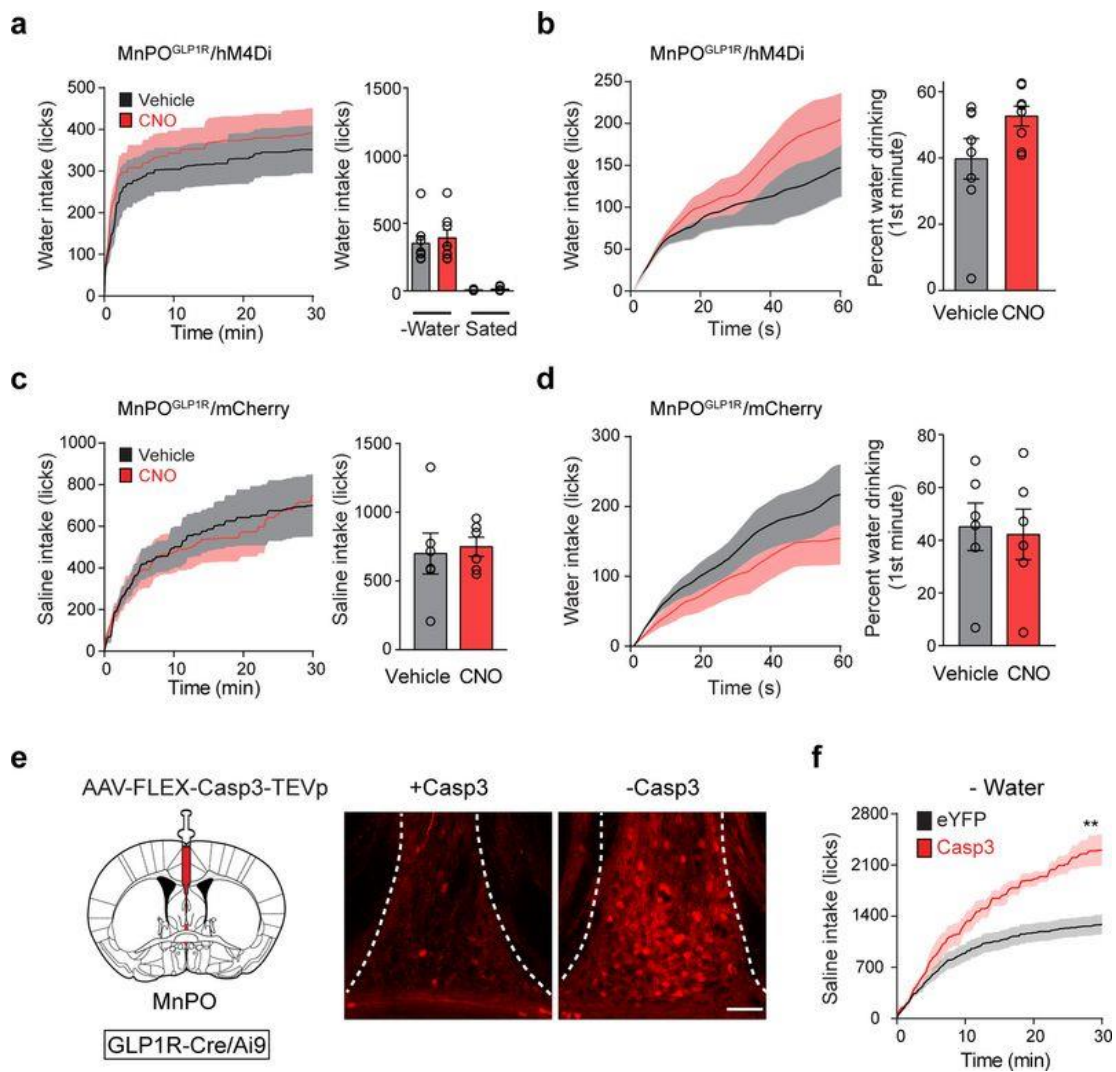 a
MnPO^GLP1R/hM4Di
Water intake (licks)
500
400
300
200
100
0
Vehicle
CNO
0 10 20 30
Time (min)
Water intake (licks)
1500
1000
500
0
-Water Sated
b
MnPO^GLP1R/hM4Di
Water intake (licks)
250
200
150
100
50
0
0 20 40 60
Time (s)
Percent water drinking
(1st minute)
60
40
20
0
Vehicle CNO
c
MnPO^GLP1R/mCherry
Saline intake (licks)
1000
800
600
400
200
0
Vehicle
CNO
0 10 20 30
Time (min)
Saline intake (licks)
1500
1000
500
0
Vehicle CNO
d
MnPO^GLP1R/mCherry
Water intake (licks)
300
200
100
0
0 20 40 60
Time (s)
Percent water drinking
(1st minute)
80
60
40
20
0
Vehicle CNO
e
AAV-FLEX-Casp3-TEVp
MnPO
GLP1R-Cre/Ai9
+Casp3
-Casp3
f
- Water
Saline intake (licks)
2800
2100
1400
700
0
eYFP
Casp3
**
0 10 20 30
Time (min)